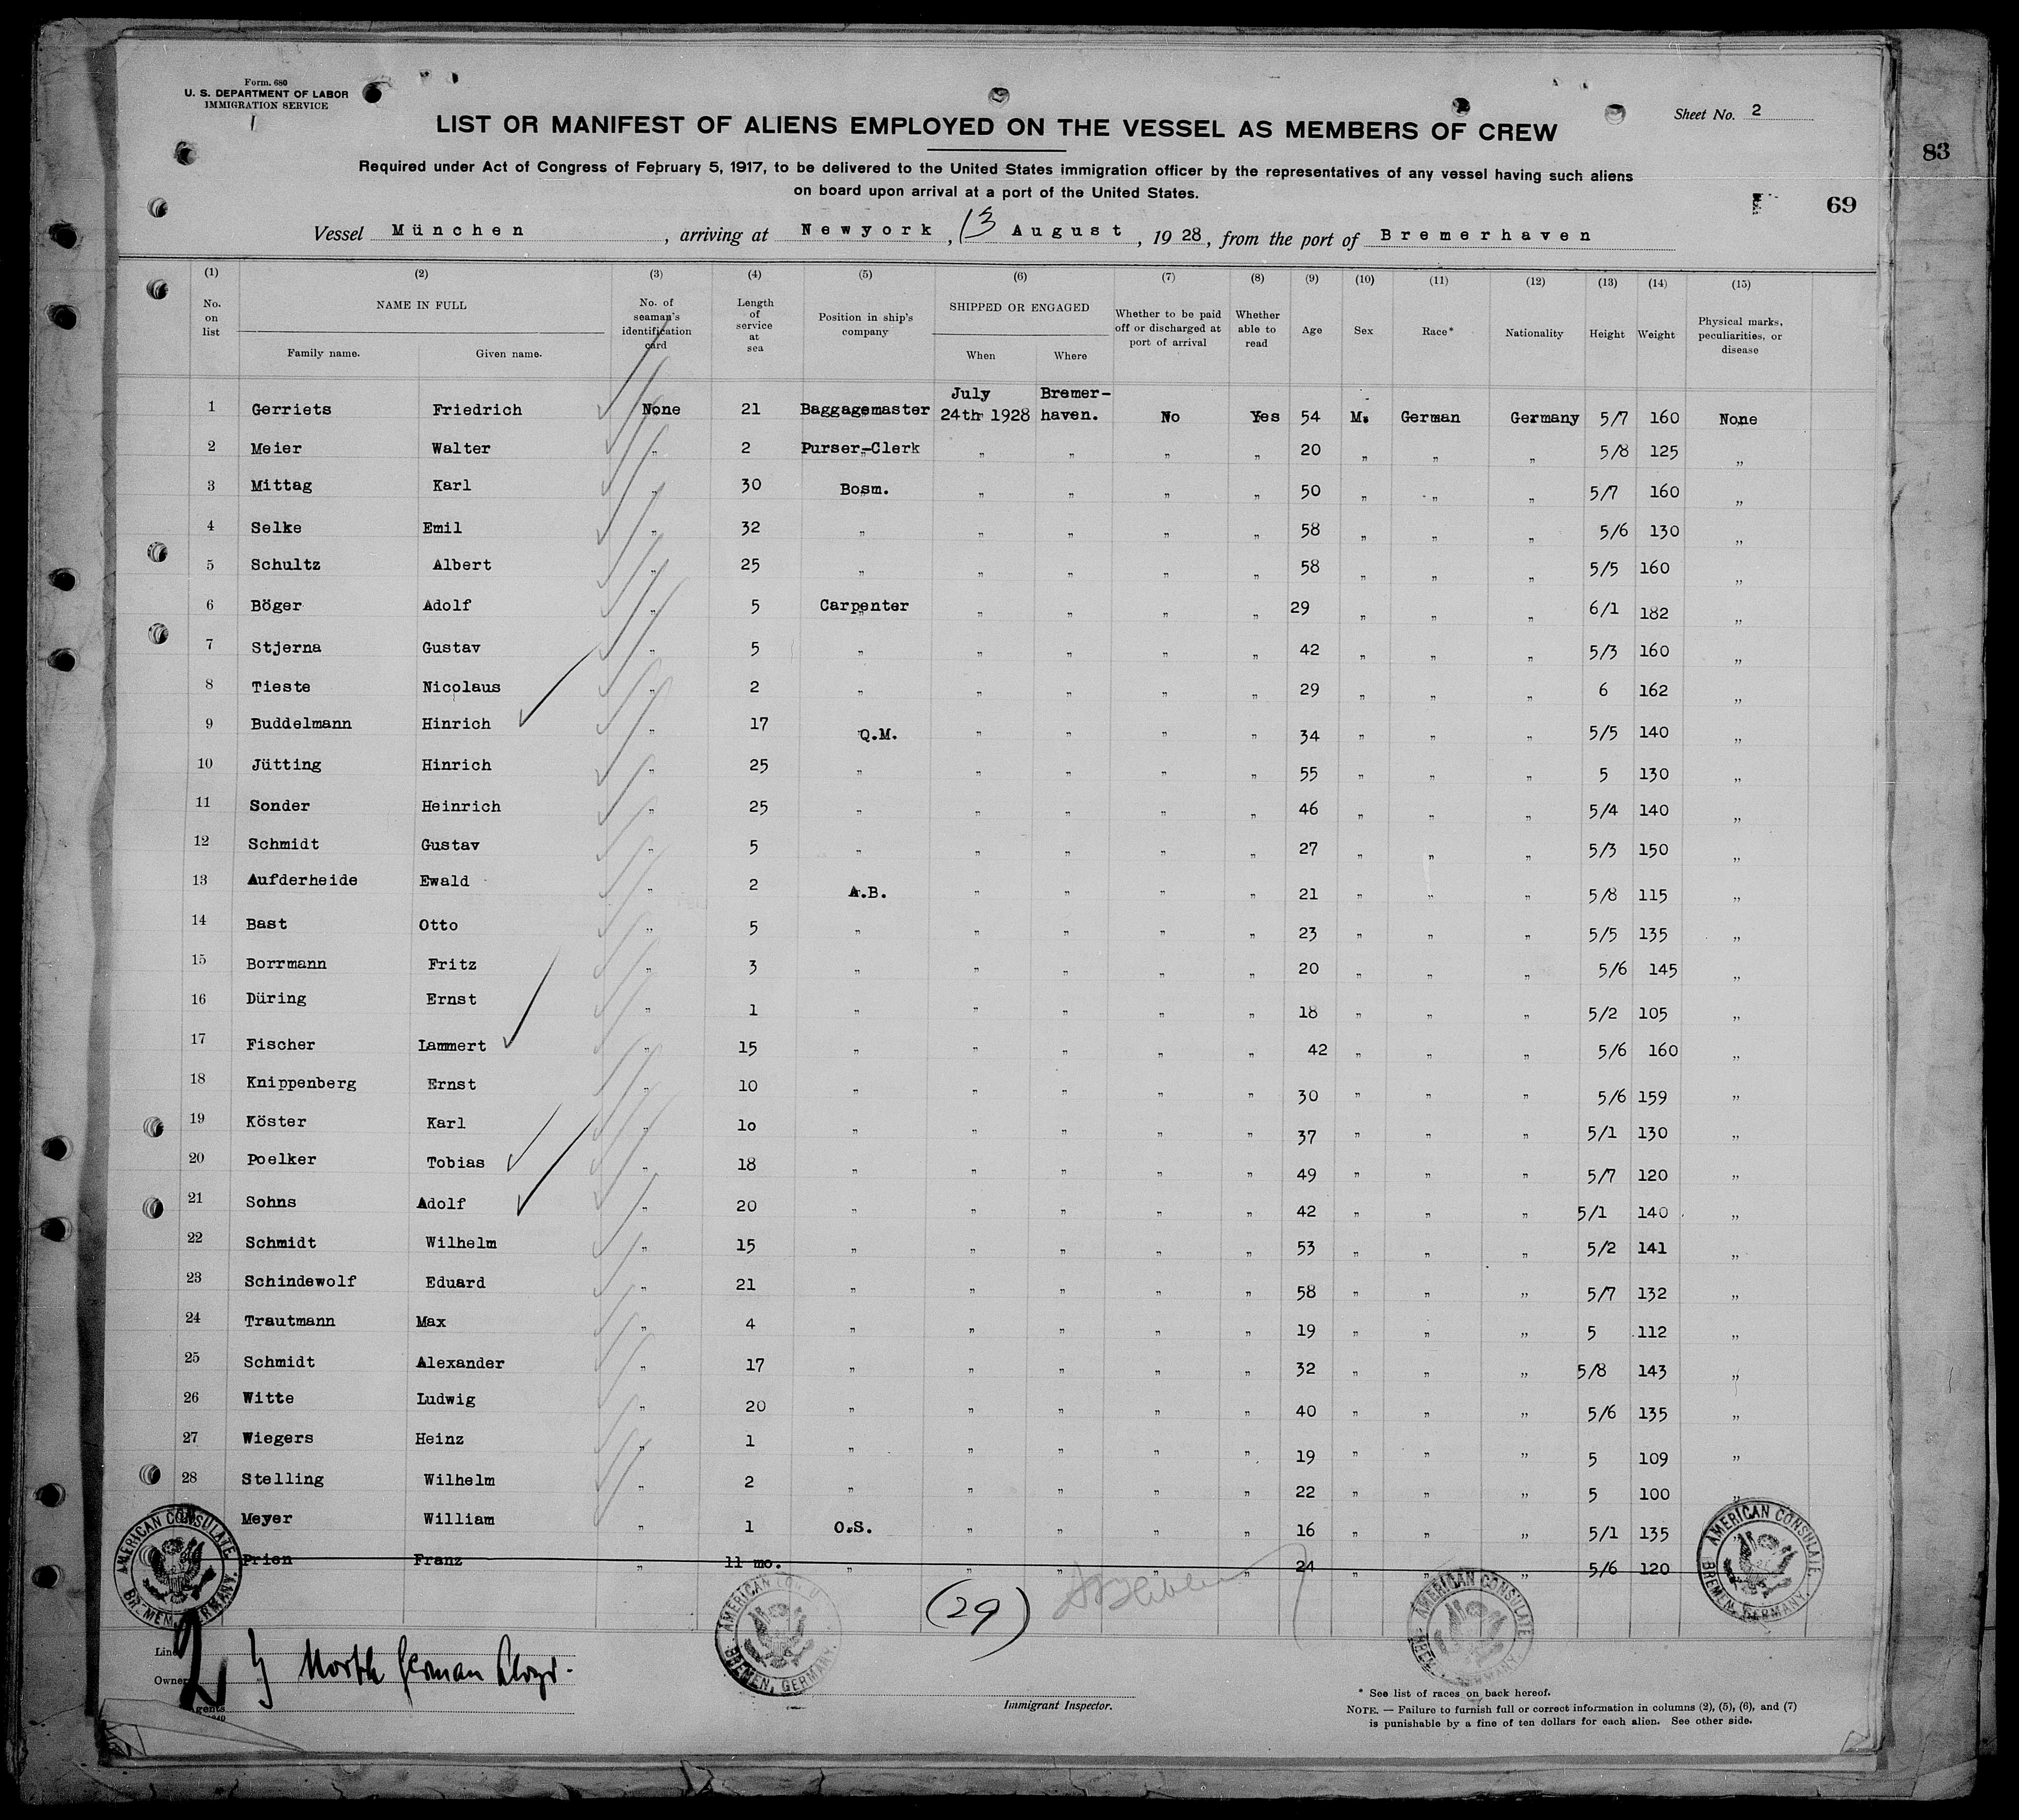 Form. 680
U. S. DEPARTMENT OF LABOR
IMMIGRATION SERVICE
Sheet No. 2
LIST OR MANIFEST OF ALIENS EMPLOYED ON THE VESSEL AS MEMBERS OF CREW
83
Required under Act of Congress of February 5, 1917, to be delivered to the United States immigration officer by the representatives of any vessel having such aliens
on board upon arrival at a port of the United States.
69
Vessel München, arriving at Newyork, 13 August, 1928, from the port of Bremerhaven
(1) (2) (3) (4) (5) (6) (7) (8) (9) (10) (11) (12) (13) (14) (15)
No. on list NAME IN FULL Family name. Given name. No. of seaman's identification card Length of service at sea Position in ship's company SHIPPED OR ENGAGED When Where Whether to be paid off or discharged at port of arrival Whether able to read Age Sex Race* Nationality Height Weight Physical marks, peculiarities, or disease
1 Gerriets Friedrich None 21 Baggagemaster July 24th 1928 Bremer-haven. No Yes 54 M. German Germany 5/7 160 None
2 Meier Walter „ 2 Purser-Clerk „ „ „ „ 20 „ „ „ 5/8 125 „
3 Mittag Karl „ 30 Bosm. „ „ „ „ 50 „ „ „ 5/7 160 „
4 Selke Emil „ 32 „ „ „ „ „ 58 „ „ „ 5/6 130 „
5 Schultz Albert „ 25 „ „ „ „ „ 58 „ „ „ 5/5 160 „
6 Böger Adolf „ 5 Carpenter „ „ „ „ 29 „ „ „ 6/1 182 „
7 Stjerna Gustav „ 5 „ „ „ „ „ 42 „ „ „ 5/3 160 „
8 Tieste Nicolaus „ 2 „ „ „ „ „ 29 „ „ „ 6 162 „
9 Buddelmann Hinrich „ 17 Q.M. „ „ „ „ 34 „ „ „ 5/5 140 „
10 Jütting Hinrich „ 25 „ „ „ „ „ 55 „ „ „ 5 130 „
11 Sonder Heinrich „ 25 „ „ „ „ „ 46 „ „ „ 5/4 140 „
12 Schmidt Gustav „ 5 „ „ „ „ „ 27 „ „ „ 5/3 150 „
13 Aufderheide Ewald „ 2 A.B. „ „ „ „ 21 „ „ „ 5/8 115 „
14 Bast Otto „ 5 „ „ „ „ „ 23 „ „ „ 5/5 135 „
15 Borrmann Fritz „ 3 „ „ „ „ „ 20 „ „ „ 5/6 145 „
16 Düring Ernst „ 1 „ „ „ „ „ 18 „ „ „ 5/2 105 „
17 Fischer Lammert „ 15 „ „ „ „ „ 42 „ „ „ 5/6 160 „
18 Knippenberg Ernst „ 10 „ „ „ „ „ 30 „ „ „ 5/6 159 „
19 Köster Karl „ 1o „ „ „ „ „ 37 „ „ „ 5/1 130 „
20 Poelker Tobias „ 18 „ „ „ „ „ 49 „ „ „ 5/7 120 „
21 Sohns Adolf „ 20 „ „ „ „ „ 42 „ „ „ 5/1 140 „
22 Schmidt Wilhelm „ 15 „ „ „ „ „ 53 „ „ „ 5/2 141 „
23 Schindewolf Eduard „ 21 „ „ „ „ „ 58 „ „ „ 5/7 132 „
24 Trautmann Max „ 4 „ „ „ „ „ 19 „ „ „ 5 112 „
25 Schmidt Alexander „ 17 „ „ „ „ „ 32 „ „ „ 5/8 143 „
26 Witte Ludwig „ 20 „ „ „ „ „ 40 „ „ „ 5/6 135 „
27 Wiegers Heinz „ 1 „ „ „ „ „ 19 „ „ „ 5 109 „
28 Stelling Wilhelm „ 2 „ „ „ „ „ 22 „ „ „ 5 100 „
Meyer William „ 1 O.S. „ „ „ „ 16 „ „ „ 5/1 135
Prien Franz „ 11 mo. „ „ „ „ „ 24 „ „ „ 5/6 120
AMERICAN CONSULATE BREMEN, GERMANY.
AMERICAN CONSULATE BREMEN, GERMANY.
AMERICAN CONSULATE BREMEN, GERMANY.
AMERICAN CONSULATE BREMEN, GERMANY.
(29)
Line
Owner North German Lloyd.
Agents
Immigrant Inspector.
* See list of races on back hereof.
NOTE. — Failure to furnish full or correct information in columns (2), (5), (6), and (7)
is punishable by a fine of ten dollars for each alien. See other side.